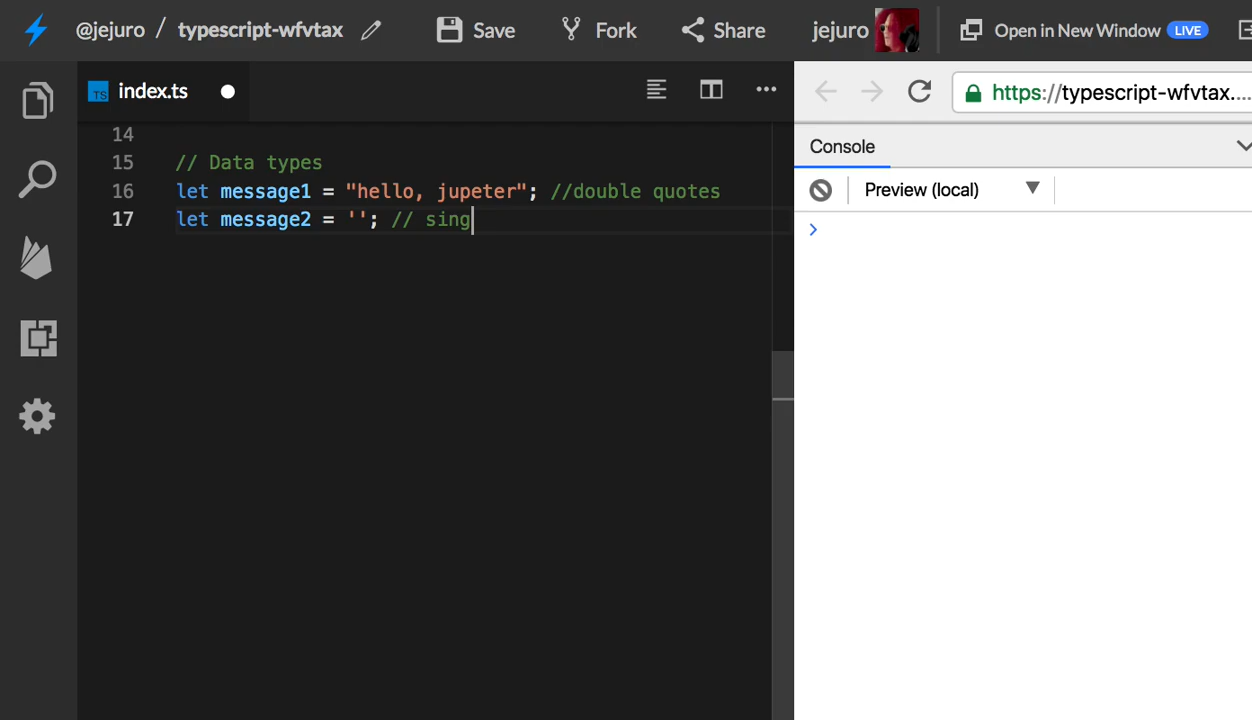 @jejuro / typescript-wfvtax Save Fork Share jejuro Open in New Window LIVE
TS index.ts
https://typescript-wfvtax....
Console
Preview (local)
14
15 // Data types
16 let message1 = "hello, jupeter"; //double quotes
17 let message2 = ''; // sing